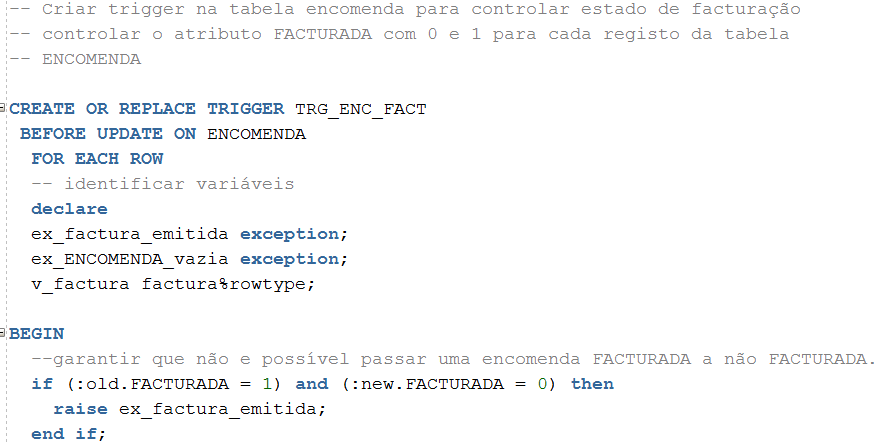 -- Criar trigger na tabela encomenda para controlar estado de facturação
-- controlar o atributo FACTURADA com 0 e 1 para cada registo da tabela
-- ENCOMENDA
CREATE OR REPLACE TRIGGER TRG_ENC_FACT
BEFORE UPDATE ON ENCOMENDA
FOR EACH ROW
-- identificar variáveis
declare
ex_factura_emitida exception;
ex_ENCOMENDA_vazia exception;
v_factura factura%rowtype;
BEGIN
--garantir que não e possível passar uma encomenda FACTURADA a não FACTURADA.
if (:old.FACTURADA = 1) and (:new.FACTURADA = 0) then
raise ex_factura_emitida;
end if;